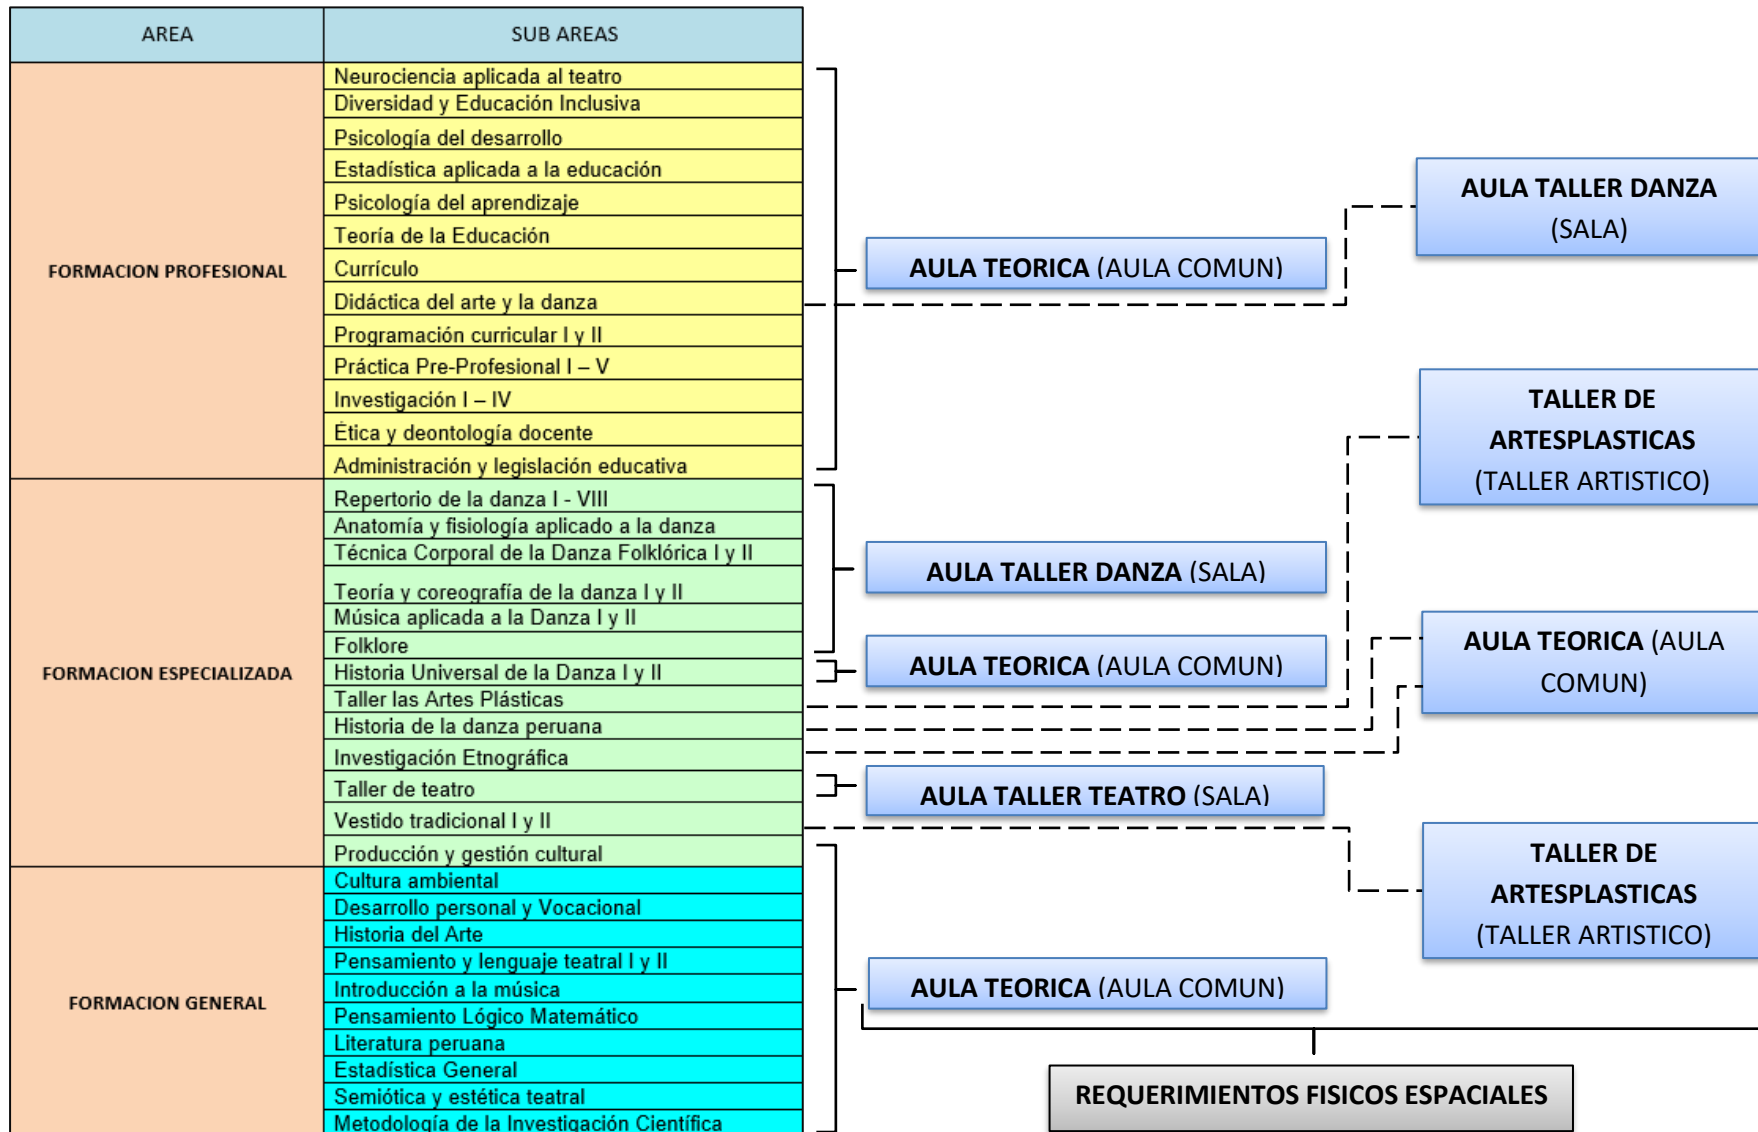 AREA
SUB AREAS
FORMACION PROFESIONAL
Neurociencia aplicada al teatro
Diversidad y Educación Inclusiva
Psicología del desarrollo
Estadística aplicada a la educación
Psicología del aprendizaje
Teoría de la Educación
Currículo
Didáctica del arte y la danza
Programación curricular I y II
Práctica Pre-Profesional I – V
Investigación I – IV
Ética y deontología docente
Administración y legislación educativa
FORMACION ESPECIALIZADA
Repertorio de la danza I - VIII
Anatomía y fisiología aplicado a la danza
Técnica Corporal de la Danza Folklórica I y II
Teoría y coreografía de la danza I y II
Música aplicada a la Danza I y II
Folklore
Historia Universal de la Danza I y II
Taller las Artes Plásticas
Historia de la danza peruana
Investigación Etnográfica
Taller de teatro
Vestido tradicional I y II
Producción y gestión cultural
FORMACION GENERAL
Cultura ambiental
Desarrollo personal y Vocacional
Historia del Arte
Pensamiento y lenguaje teatral I y II
Introducción a la música
Pensamiento Lógico Matemático
Literatura peruana
Estadística General
Semiótica y estética teatral
Metodología de la Investigación Científica
AULA TEORICA (AULA COMUN)
AULA TALLER DANZA (SALA)
AULA TEORICA (AULA COMUN)
AULA TALLER TEATRO (SALA)
AULA TEORICA (AULA COMUN)
AULA TALLER DANZA
(SALA)
TALLER DE
ARTESPLASTICAS
(TALLER ARTISTICO)
AULA TEORICA (AULA
COMUN)
TALLER DE
ARTESPLASTICAS
(TALLER ARTISTICO)
REQUERIMIENTOS FISICOS ESPACIALES